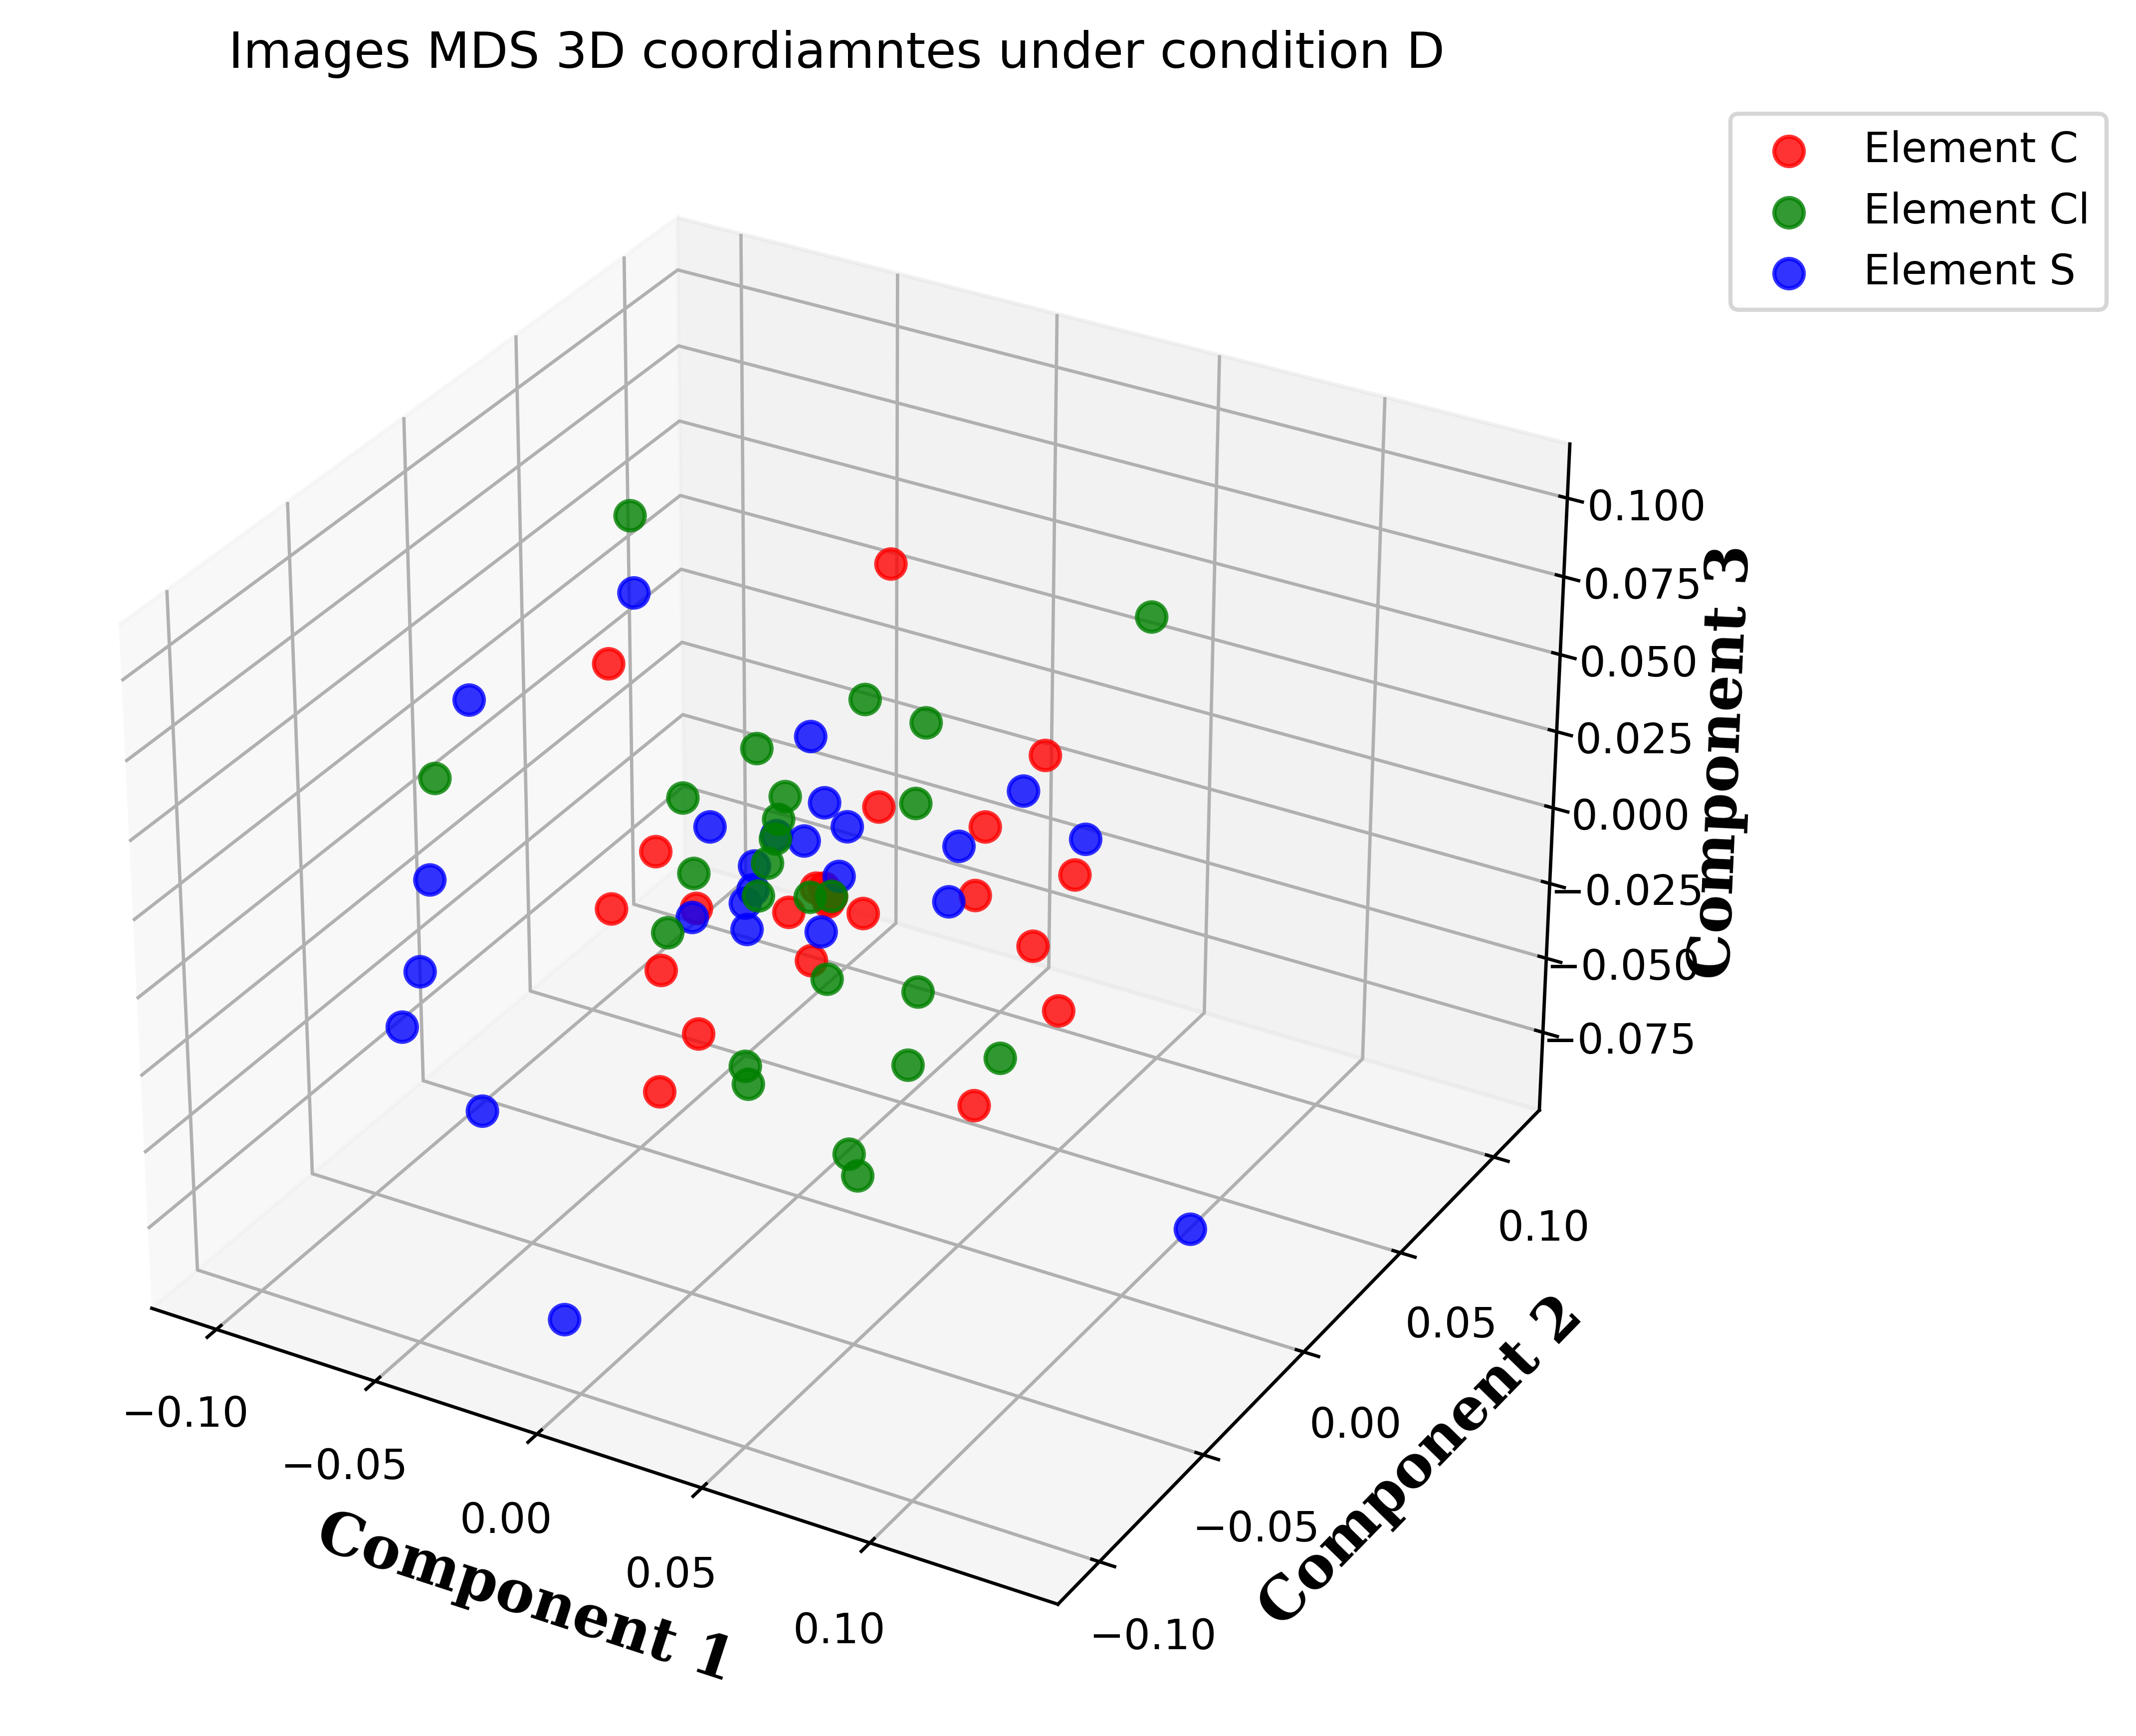 Images MDS 3D coordiamntes under condition D
Element C
Element Cl
Element S
0.100
0.075
0.050
0.025
0.000
−0.025
−0.050
−0.075
Component 3
0.10
0.05
0.00
−0.05
−0.10
Component 2
−0.10
−0.05
0.00
0.05
0.10
Component 1